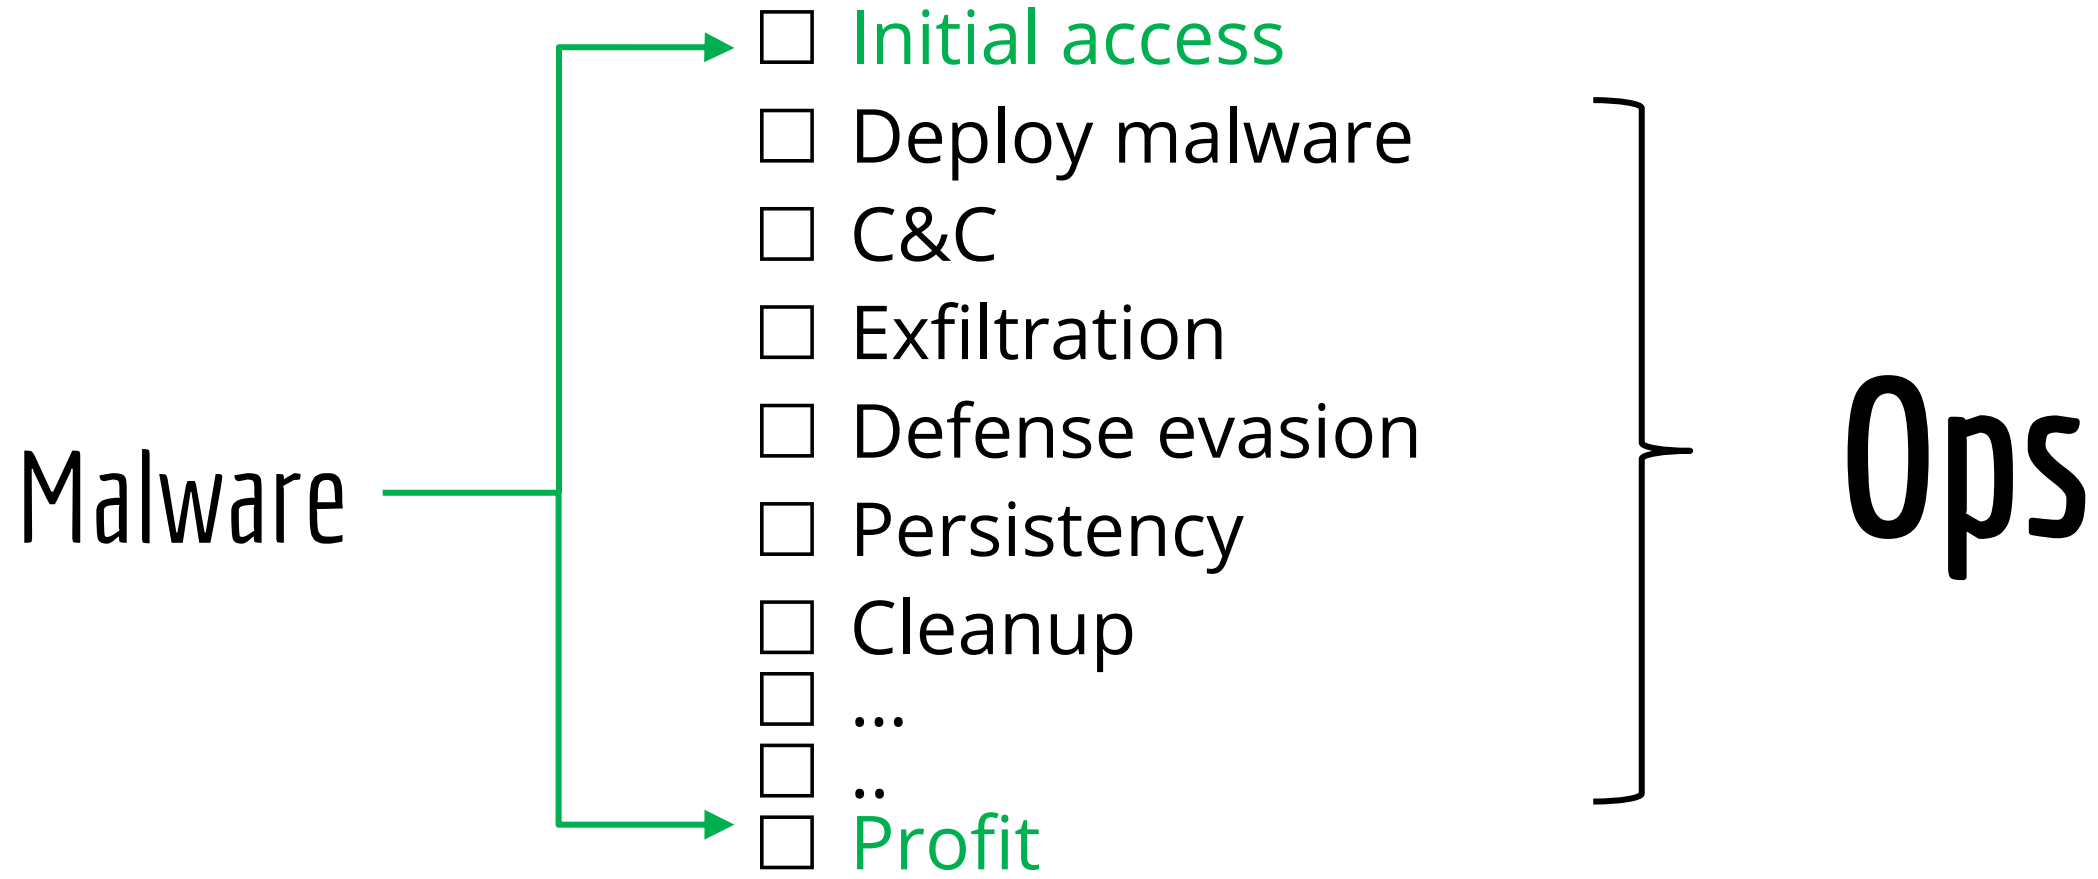 Initial access
Deploy malware
C&C
Exfiltration
Defense evasion
Persistency
Cleanup
...
..
Profit
Malware
Ops